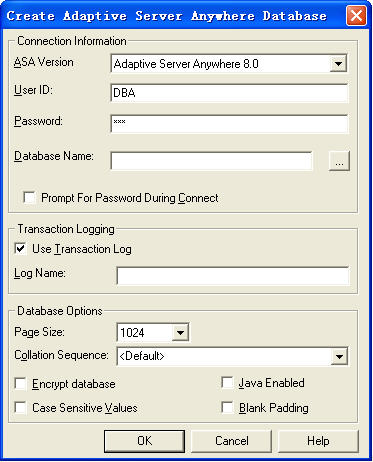 Create Adaptive Server Anywhere Database
Connection Information
ASA Version
Adaptive Server Anywhere 8.0
User ID:
DBA
Password:
***
Database Name:
...
Prompt For Password During Connect
Transaction Logging
Use Transaction Log
Log Name:
Database Options
Page Size:
1024
Collation Sequence:
<Default>
Encrypt database
Java Enabled
Case Sensitive Values
Blank Padding
OK
Cancel
Help